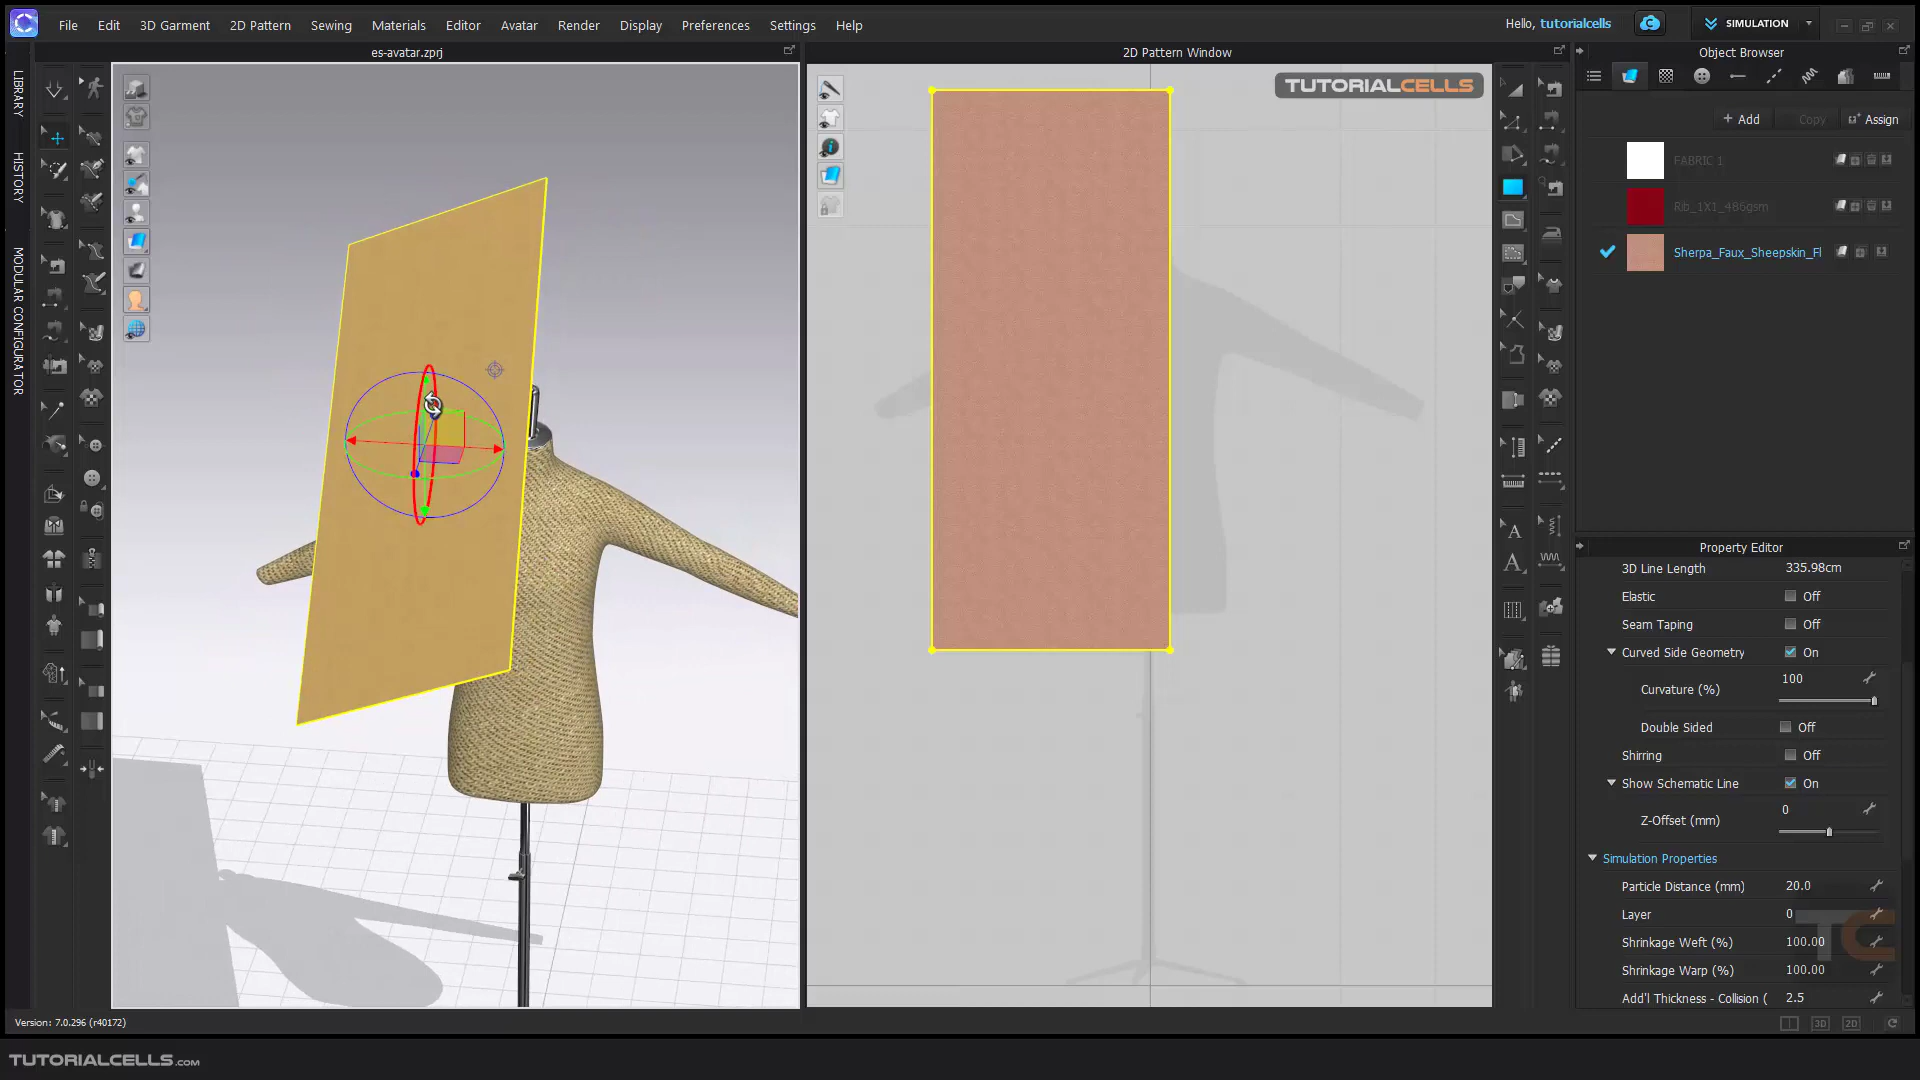 File Edit 3D Garment 2D Pattern Sewing Materials Editor Avatar Render Display Preferences Settings Help
Hello, tutorialcells
SIMULATION
es-avatar.zprj
2D Pattern Window
Object Browser
LIBRARY
HISTORY
MODULAR CONFIGURATOR
TUTORIALCELLS
+ Add Copy Assign
FABRIC 1
Rib_1X1_486gsm
Sherpa_Faux_Sheepskin_Fl
Property Editor
3D Line Length 335.98cm
Elastic Off
Seam Taping Off
Curved Side Geometry On
Curvature (%) 100
Double Sided Off
Shirring Off
Show Schematic Line On
Z-Offset (mm) 0
Simulation Properties
Particle Distance (mm) 20.0
Layer 0
Shrinkage Weft (%) 100.00
Shrinkage Warp (%) 100.00
Add'l Thickness - Collision ( 2.5
TC
Version: 7.0.296 (r40172)
3D 2D
TUTORIALCELLS.com